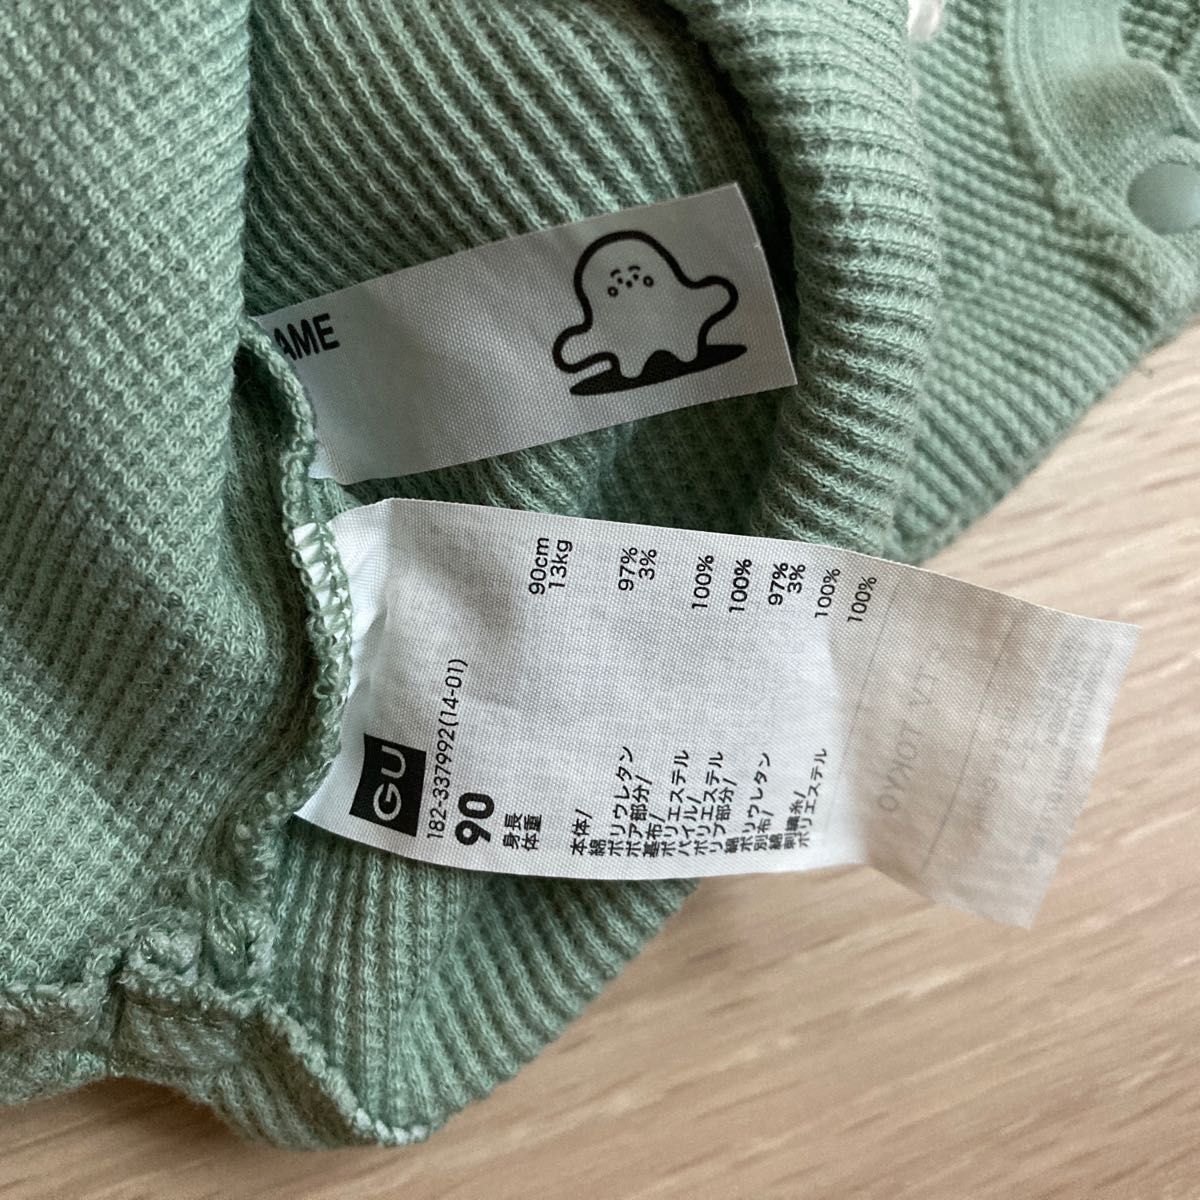 AME
GU
182-337992(14-01)
90
身長 90cm
体重 13kg
本体/
綿 97%
ポリウレタン 3%
ボア部分/
基布/
ポリエステル 100%
パイル/
ポリエステル 100%
リブ部分/
綿 97%
ポリウレタン 3%
別布/
綿 100%
刺繍糸/
ポリエステル 100%